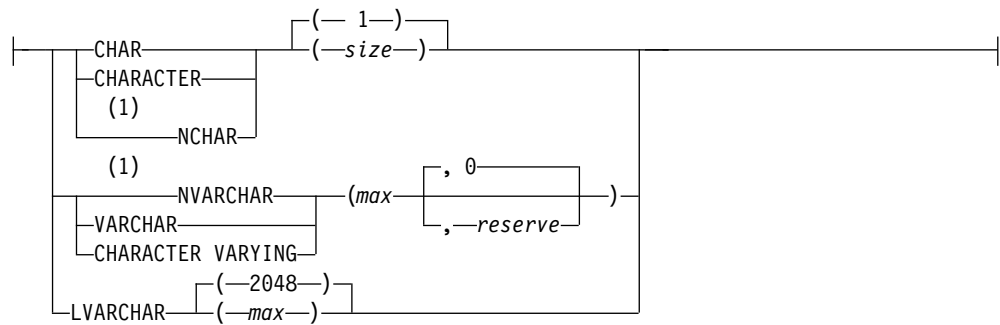 ( 1 )
CHAR ( size )
CHARACTER
(1)
NCHAR
(1) , 0
NVARCHAR (max )
VARCHAR , reserve
CHARACTER VARYING
( 2048 )
LVARCHAR ( max )